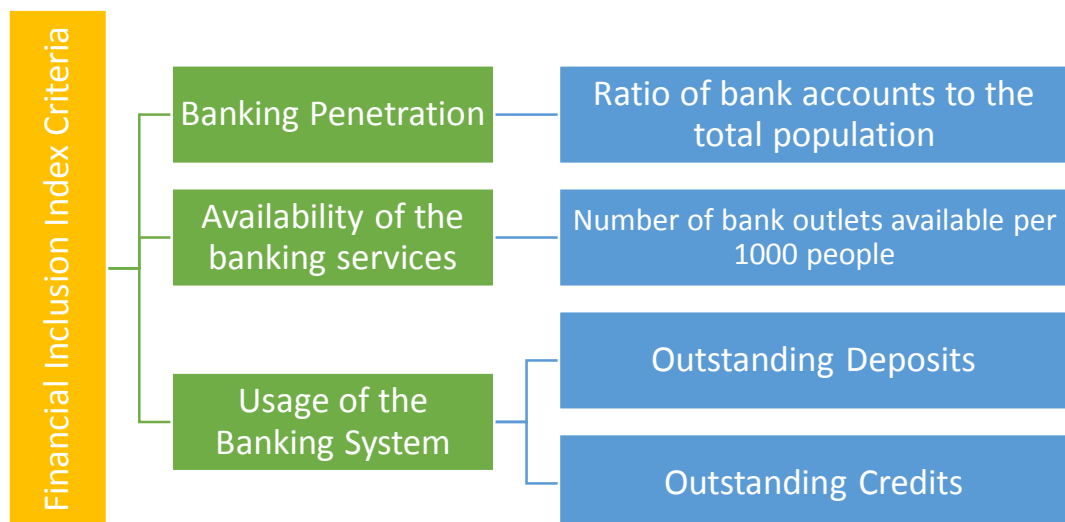 Financial Inclusion Index Criteria
Banking Penetration
Ratio of bank accounts to the
total population
Availability of the
banking services
Number of bank outlets available per
1000 people
Usage of the
Banking System
Outstanding Deposits
Outstanding Credits